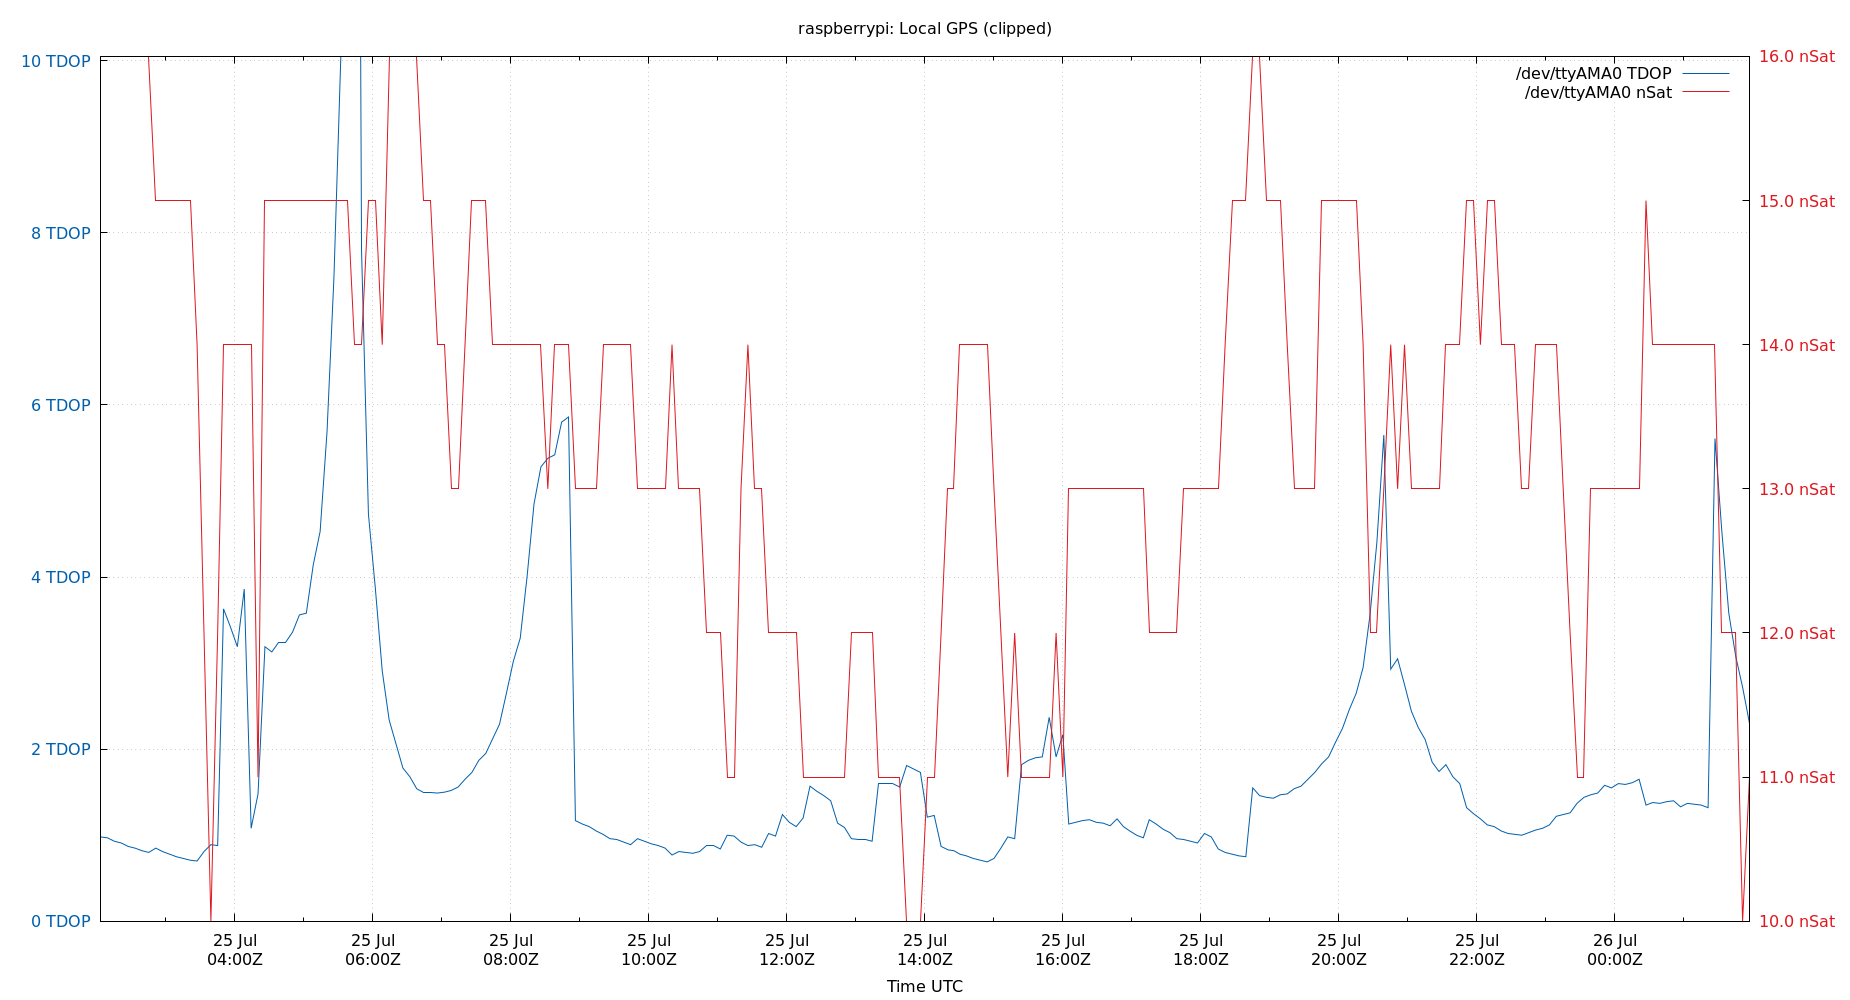 raspberrypi: Local GPS (clipped)
10 TDOP
8 TDOP
6 TDOP
4 TDOP
2 TDOP
0 TDOP
16.0 nSat
15.0 nSat
14.0 nSat
13.0 nSat
12.0 nSat
11.0 nSat
10.0 nSat
/dev/ttyAMA0 TDOP
/dev/ttyAMA0 nSat
25 Jul
04:00Z
25 Jul
06:00Z
25 Jul
08:00Z
25 Jul
10:00Z
25 Jul
12:00Z
25 Jul
14:00Z
25 Jul
16:00Z
25 Jul
18:00Z
25 Jul
20:00Z
25 Jul
22:00Z
26 Jul
00:00Z
Time UTC